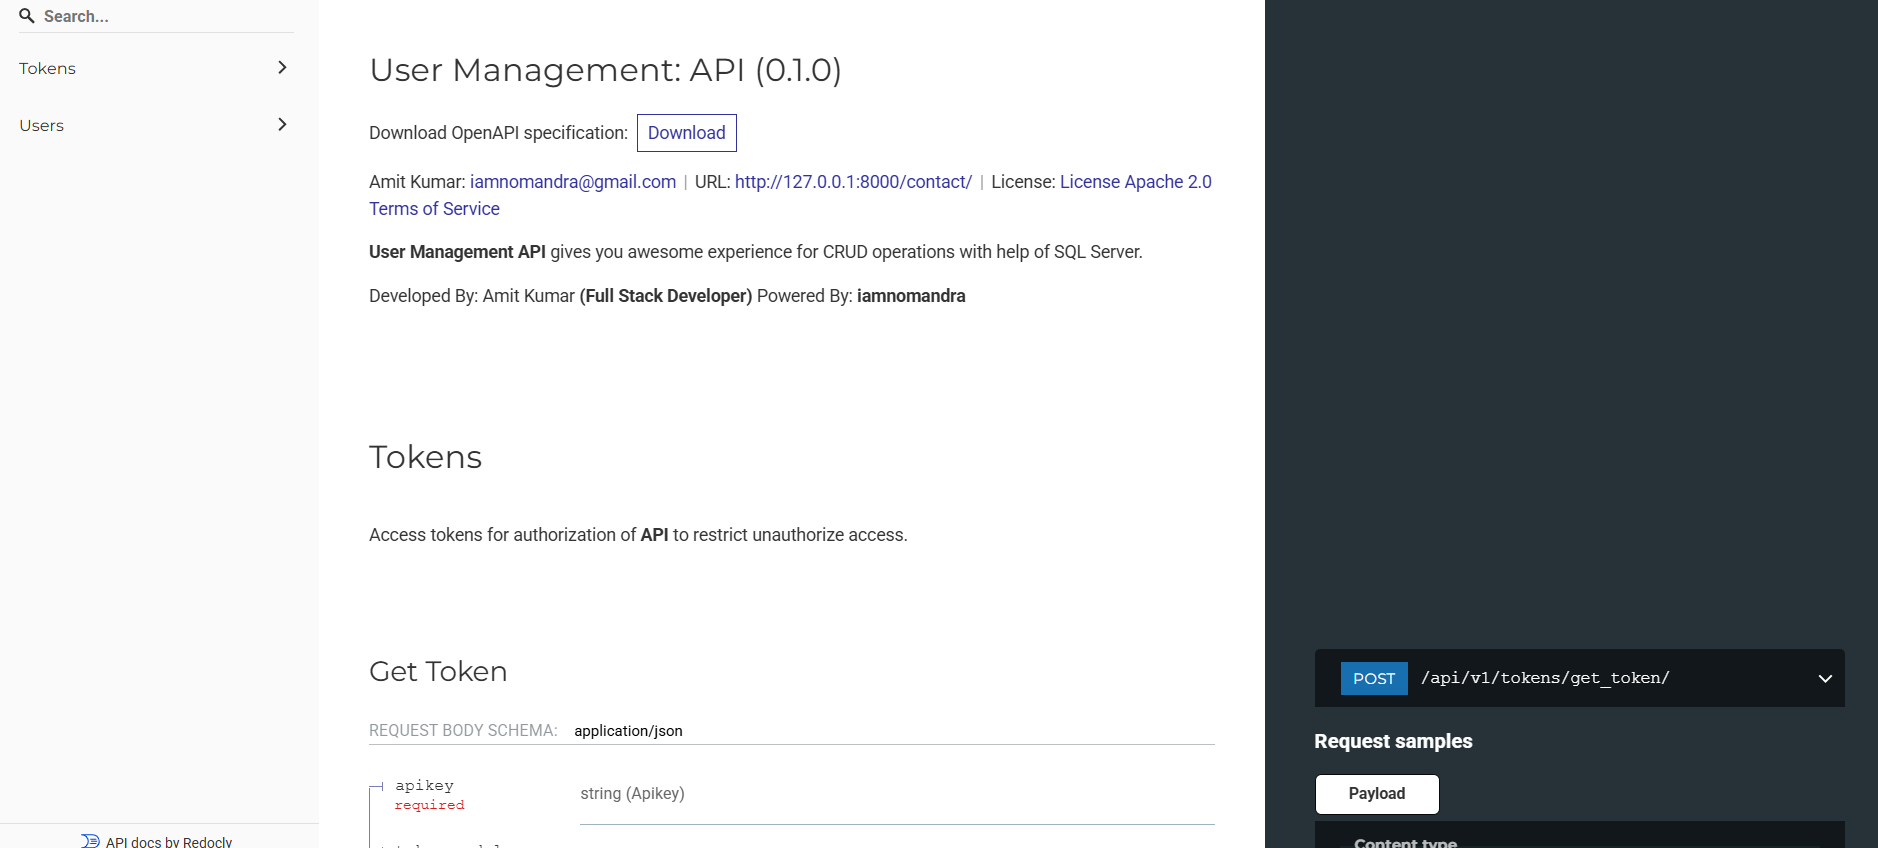 Search...
Tokens
Users
API docs by Redocly
User Management: API (0.1.0)
Download OpenAPI specification: Download
Amit Kumar: iamnomandra@gmail.com | URL: http://127.0.0.1:8000/contact/ | License: License Apache 2.0
Terms of Service
User Management API gives you awesome experience for CRUD operations with help of SQL Server.
Developed By: Amit Kumar (Full Stack Developer) Powered By: iamnomandra
Tokens
Access tokens for authorization of API to restrict unauthorize access.
Get Token
REQUEST BODY SCHEMA: application/json
apikey
required
string (Apikey)
POST /api/v1/tokens/get_token/
Request samples
Payload
Content type